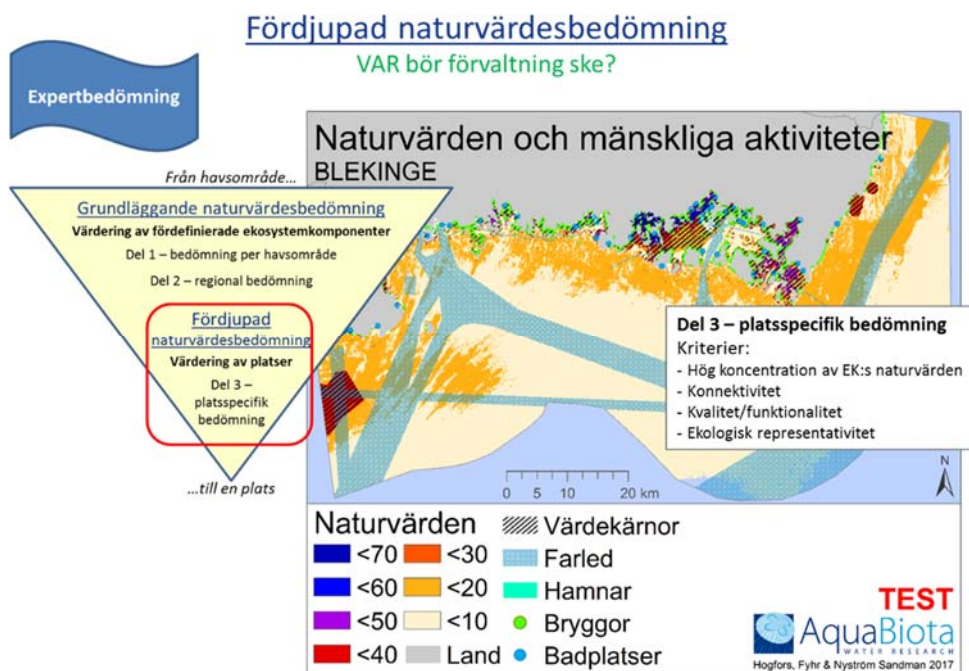 Fördjupad naturvärdesbedömning
VAR bör förvaltning ske?
Expertbedömning
Från havsområde...
Grundläggande naturvärdesbedömning
Värdering av fördefinierade ekosystemkomponenter
Del 1 – bedömning per havsområde
Del 2 – regional bedömning
Fördjupad
naturvärdesbedömning
Värdering av platser
Del 3 –
platsspecifik
bedömning
...till en plats
Naturvärden och mänskliga aktiviteter
BLEKINGE
Del 3 – platsspecifik bedömning
Kriterier:
- Hög koncentration av EK:s naturvärden
- Konnektivitet
- Kvalitet/funktionalitet
- Ekologisk representativitet
N
0 5 10 20 km
Naturvärden
<70
<60
<50
<40
<30
<20
<10
Land
Värdekärnor
Farled
Hamnar
Bryggor
Badplatser
TEST
AquaBiota
WATER RESEARCH
Hogfors, Fyhr & Nyström Sandman 2017